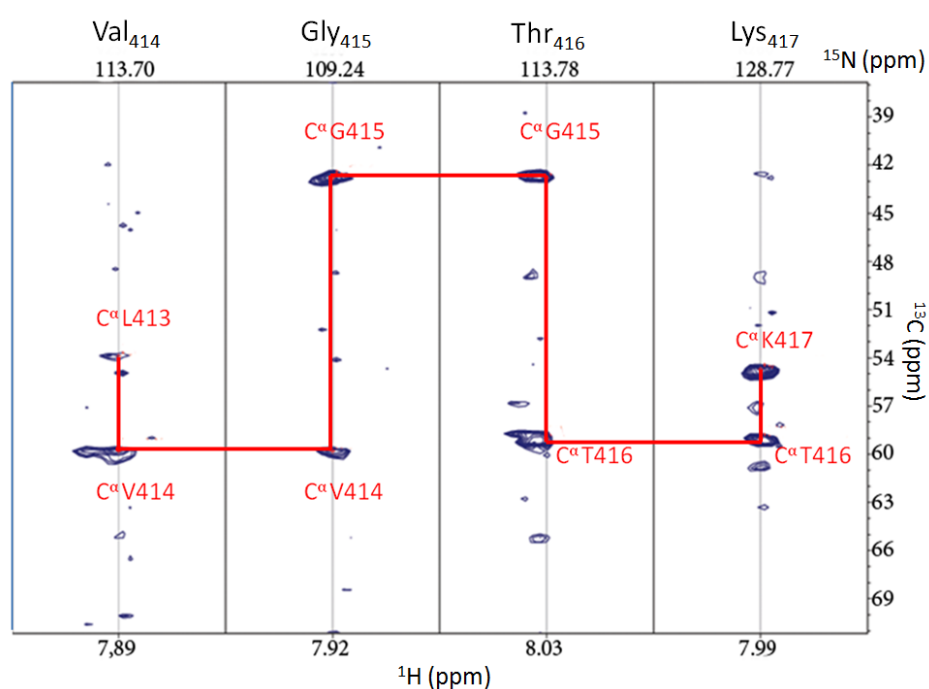 Val414 Gly415 Thr416 Lys417
113.70 109.24 113.78 128.77 15N (ppm)
CαG415 CαG415
39
42
45
48
51
CαL413
CαK417
13C (ppm)
54
57
60
CαT416 CαT416
CαV414 CαV414
63
66
69
7,89 7.92 8.03 7.99
1H (ppm)